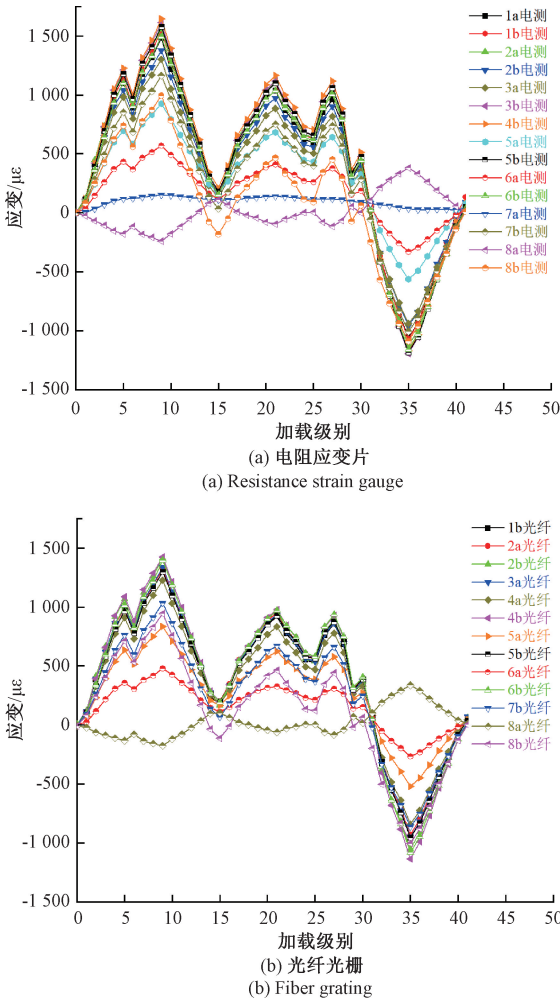 1 500
1 000
500
0
-500
-1 000
-1 500
应变/με
0 5 10 15 20 25 30 35 40 45 50
加载级别
1a电测
1b电测
2a电测
2b电测
3a电测
3b电测
4b电测
5a电测
5b电测
6a电测
6b电测
7a电测
7b电测
8a电测
8b电测
(a) 电阻应变片
(a) Resistance strain gauge
1 500
1 000
500
0
-500
-1 000
-1 500
应变/με
0 5 10 15 20 25 30 35 40 45 50
加载级别
1b光纤
2a光纤
2b光纤
3a光纤
4a光纤
4b光纤
5a光纤
5b光纤
6a光纤
6b光纤
7b光纤
8a光纤
8b光纤
(b) 光纤光栅
(b) Fiber grating